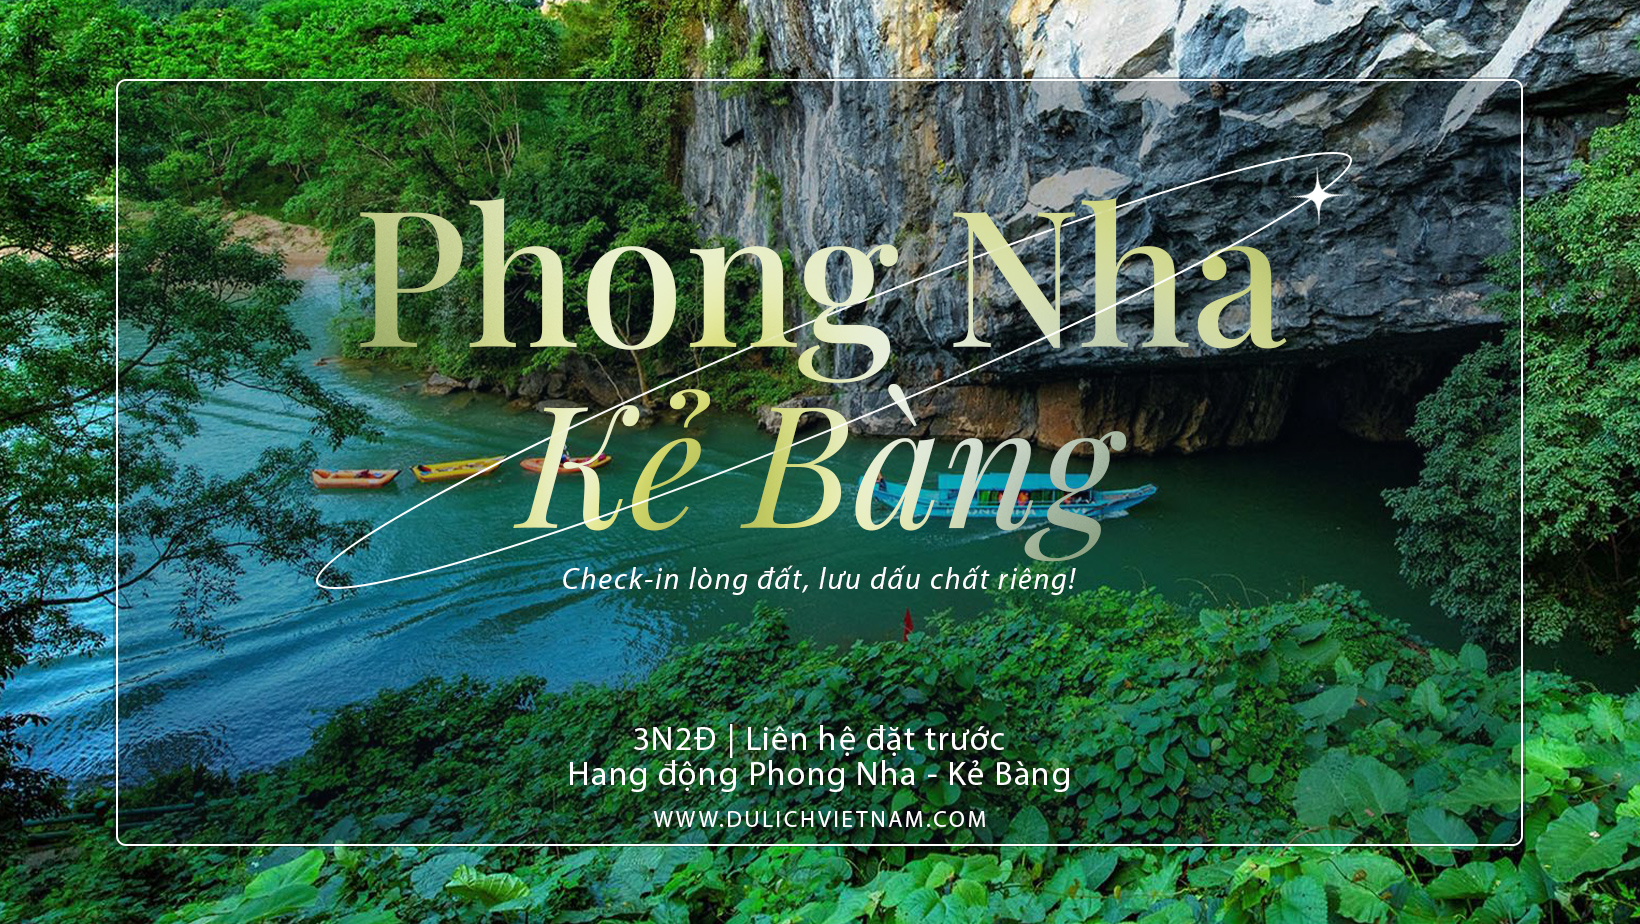 Phong Nha
Kẻ Bàng
Check-in lòng đất, lưu dấu chất riêng!
3N2Đ | Liên hệ đặt trước
Hang động Phong Nha - Kẻ Bàng
WWW.DULICHVIETNAM.COM